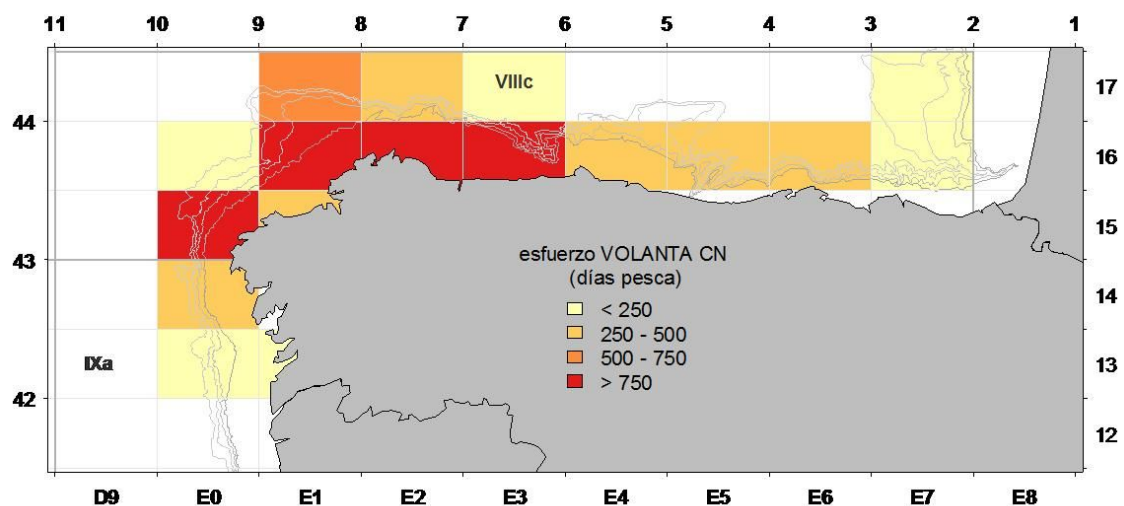 11 10 9 8 7 6 5 4 3 2 1
VIIIc
17
44
16
15
esfuerzo VOLANTA CN
43
(días pesca)
14
< 250
250 - 500
IXa
500 - 750
13
> 750
42
12
D9 E0 E1 E2 E3 E4 E5 E6 E7 E8